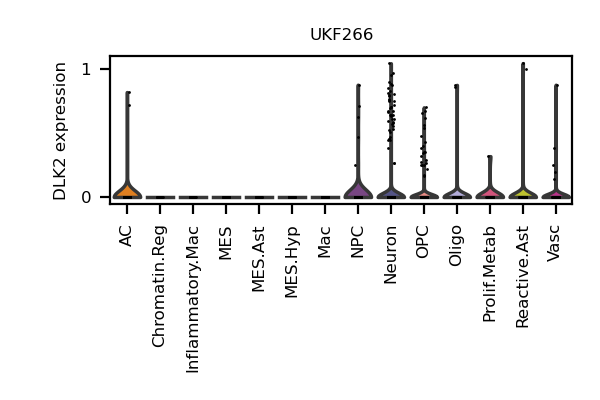 UKF266
DLK2 expression
1
0
AC
Chromatin.Reg
Inflammatory.Mac
MES
MES.Ast
MES.Hyp
Mac
NPC
Neuron
OPC
Oligo
Prolif.Metab
Reactive.Ast
Vasc